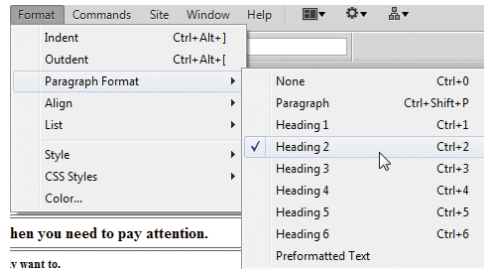 Format Commands Site Window Help
Indent Ctrl+Alt+]
Outdent Ctrl+Alt+[
Paragraph Format
Align
List
Style
CSS Styles
Color...
None Ctrl+0
Paragraph Ctrl+Shift+P
Heading 1 Ctrl+1
Heading 2 Ctrl+2
Heading 3 Ctrl+3
Heading 4 Ctrl+4
Heading 5 Ctrl+5
Heading 6 Ctrl+6
Preformatted Text
hen you need to pay attention.
y want to.